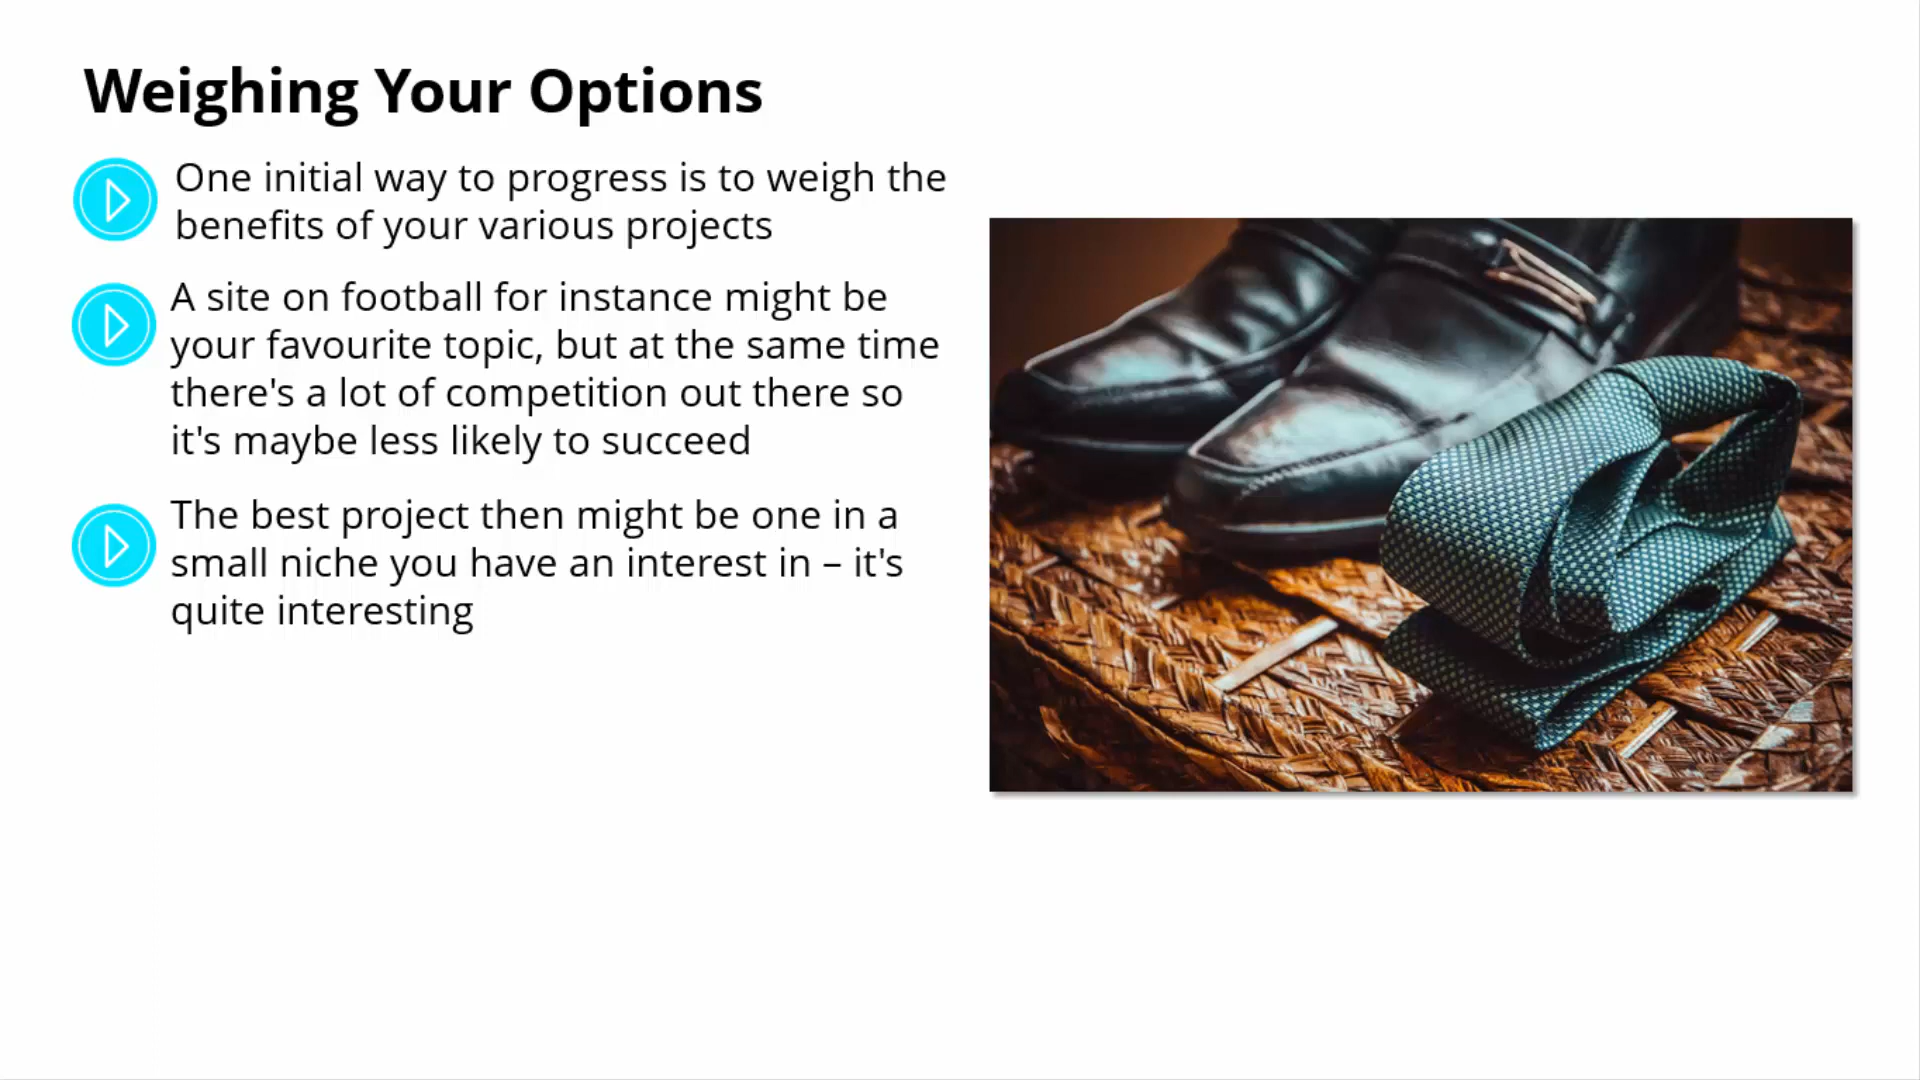 Weighing Your Options
One initial way to progress is to weigh the
benefits of your various projects
A site on football for instance might be
your favourite topic, but at the same time
there's a lot of competition out there so
it's maybe less likely to succeed
The best project then might be one in a
small niche you have an interest in – it's
quite interesting